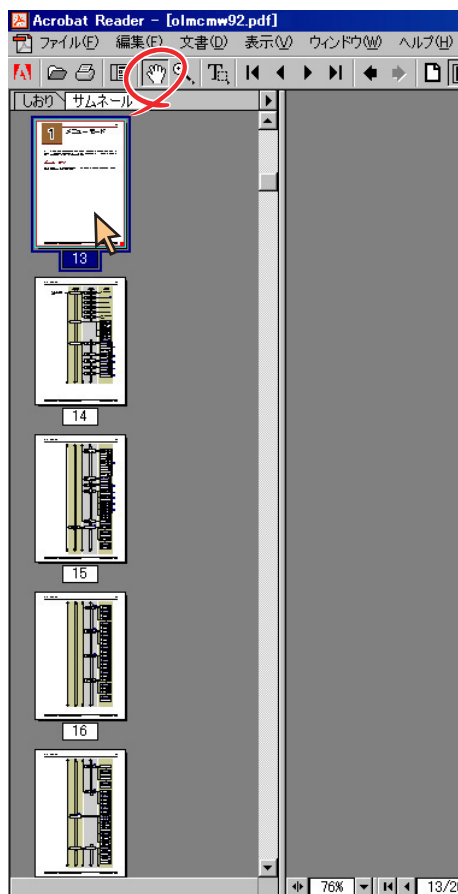 Acrobat Reader - [olmcmw92.pdf]
ファイル(F) 編集(E) 文書(D) 表示(V) ウィンドウ(W) ヘルプ(H)
しおり サムネール
1 メニュー モード
13
14
15
16
76% 13/2